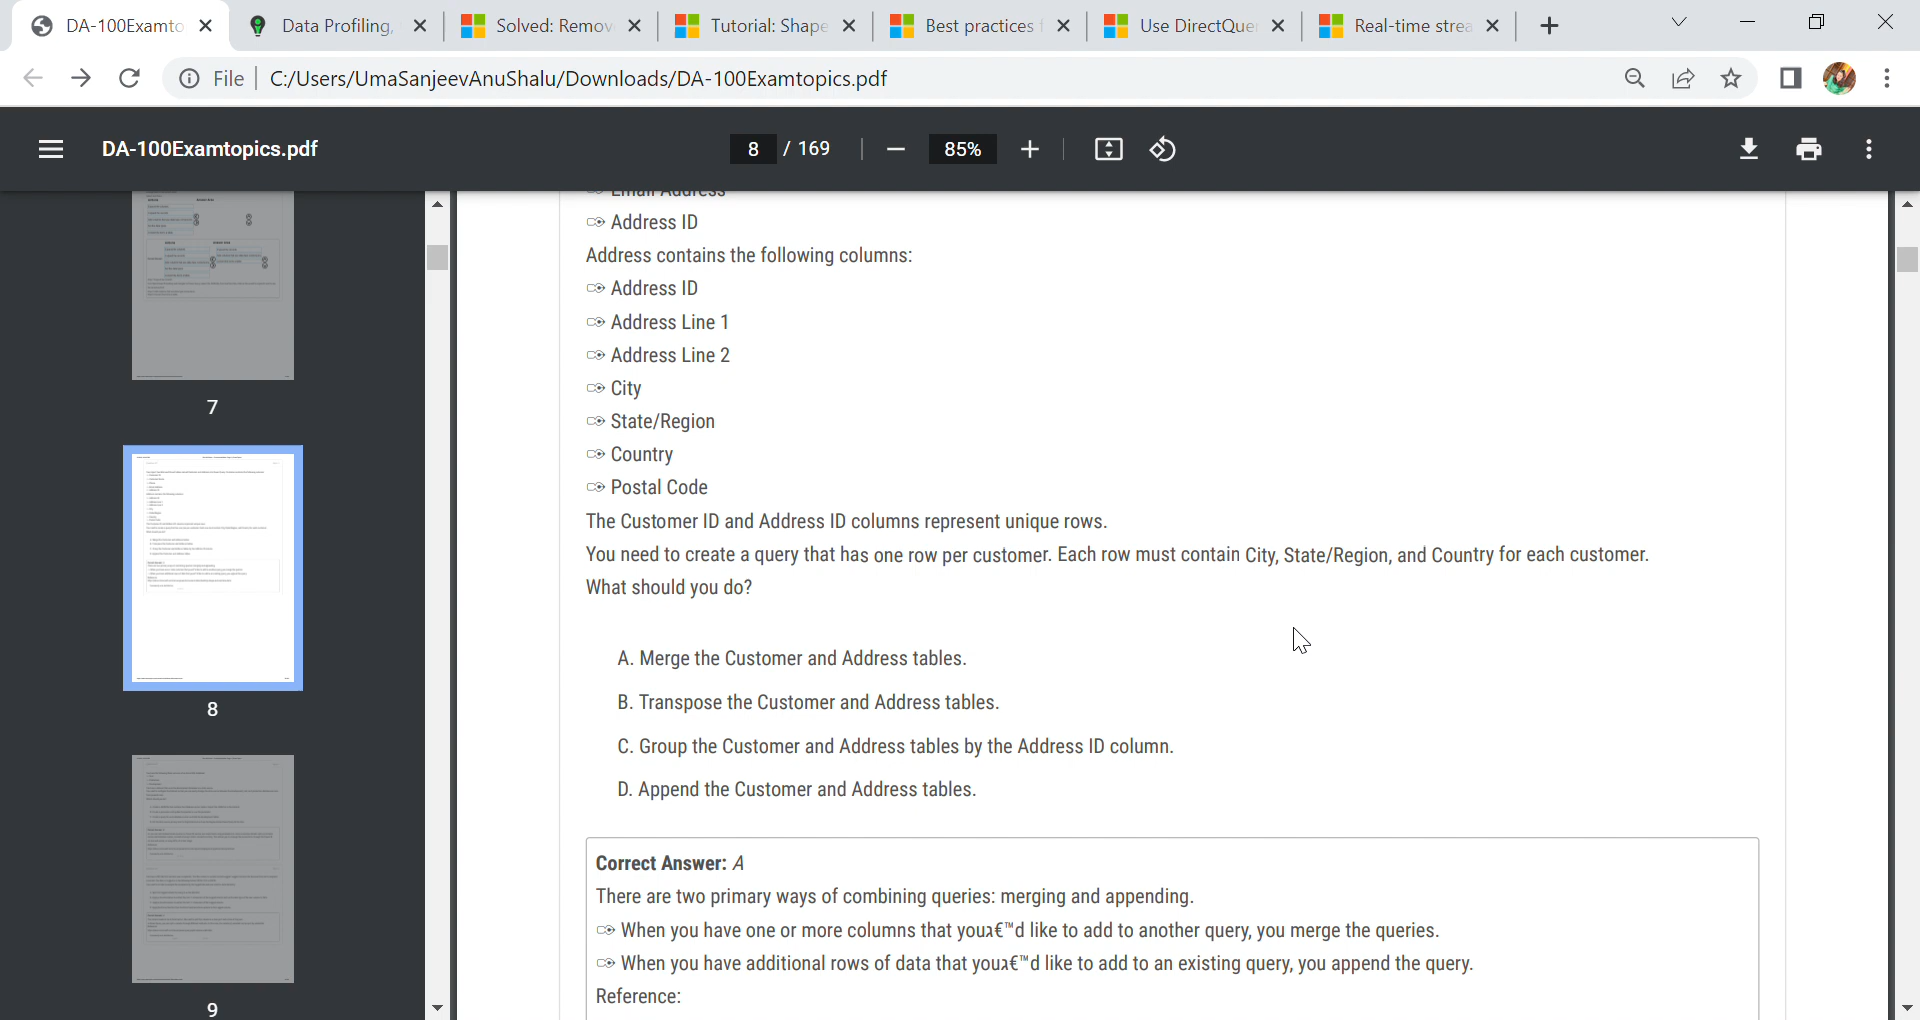 DA-100Examto
Data Profiling,
Solved: Remov
Tutorial: Shape
Best practices f
Use DirectQue
Real-time strea
File
C:/Users/UmaSanjeevAnuShalu/Downloads/DA-100Examtopics.pdf
DA-100Examtopics.pdf
8 / 169
85%
7
8
9
Email Address
Address ID
Address contains the following columns:
Address ID
Address Line 1
Address Line 2
City
State/Region
Country
Postal Code
The Customer ID and Address ID columns represent unique rows.
You need to create a query that has one row per customer. Each row must contain City, State/Region, and Country for each customer.
What should you do?
A. Merge the Customer and Address tables.
B. Transpose the Customer and Address tables.
C. Group the Customer and Address tables by the Address ID column.
D. Append the Customer and Address tables.
Correct Answer: A
There are two primary ways of combining queries: merging and appending.
When you have one or more columns that youג€™d like to add to another query, you merge the queries.
When you have additional rows of data that youג€™d like to add to an existing query, you append the query.
Reference: